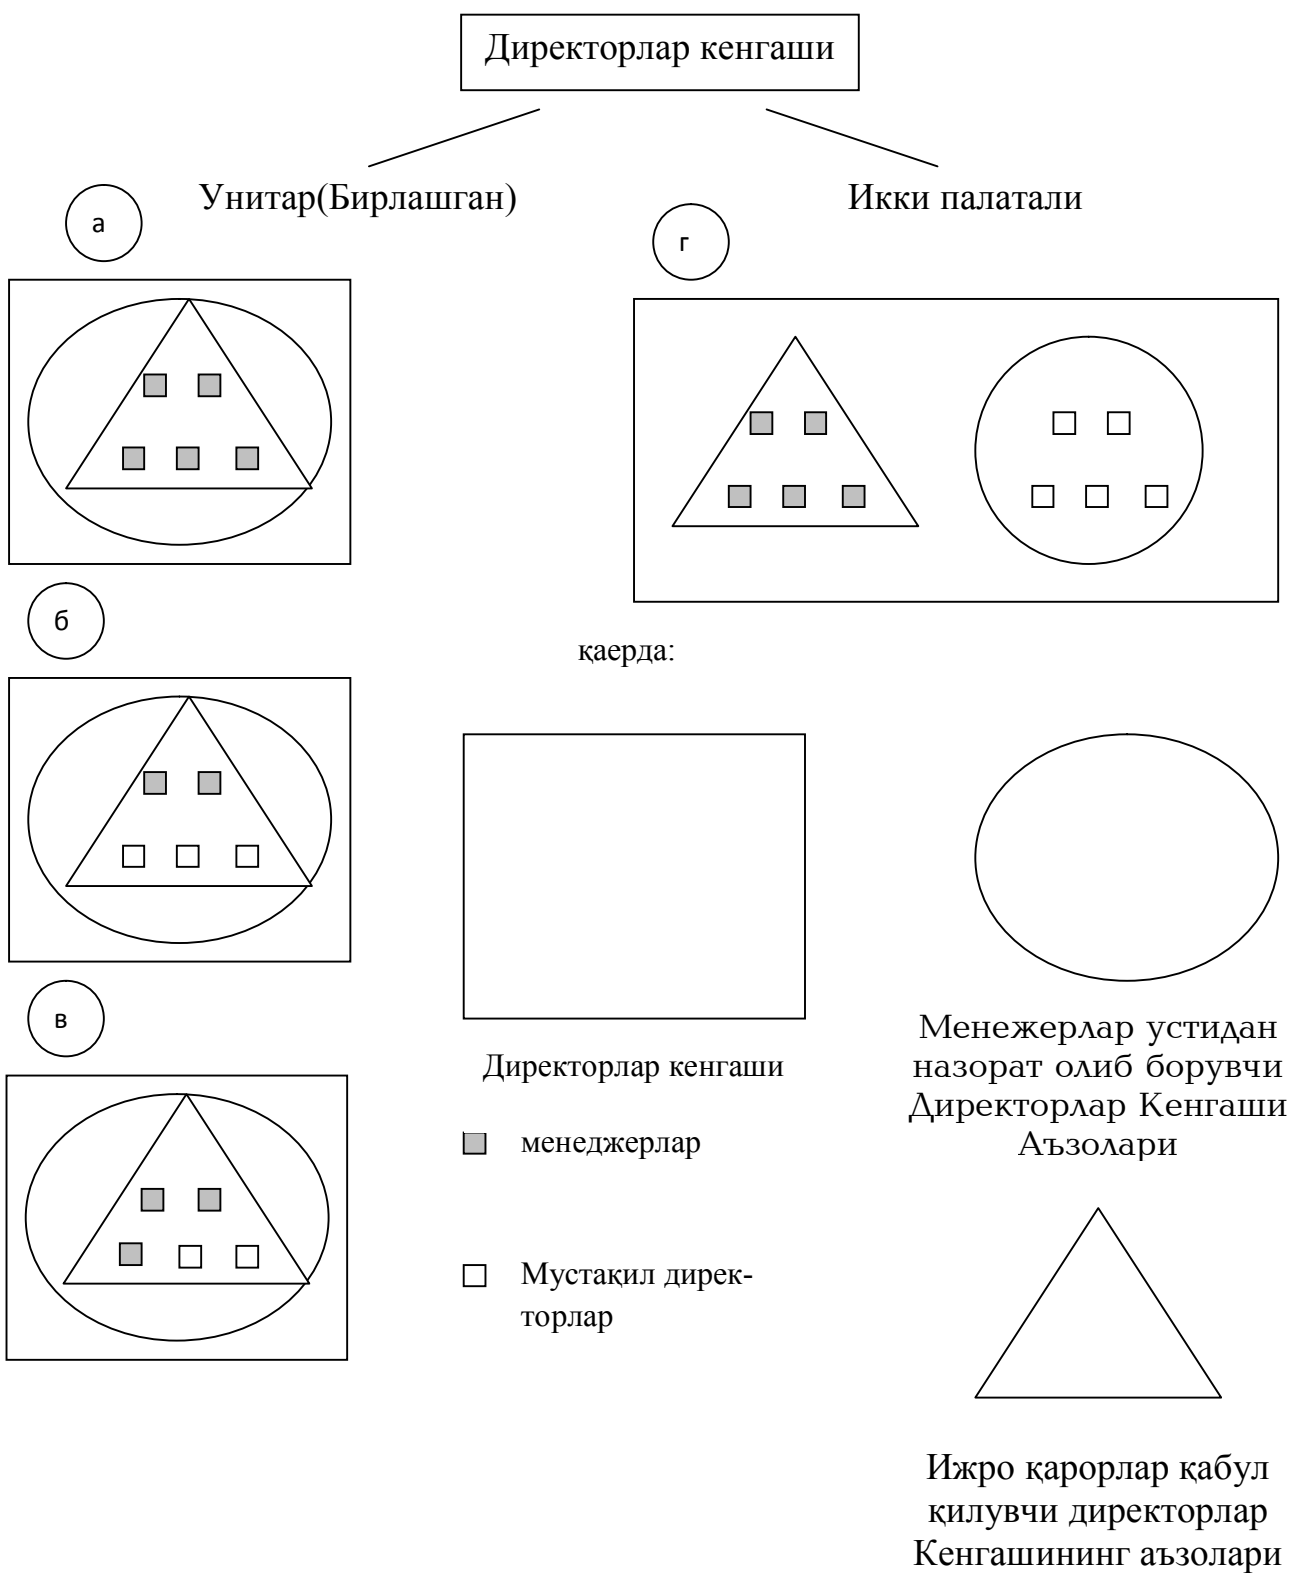 Директорлар кенгаши
Унитар(Бирлашган)
Икки палатали
а
г
б
қаерда:
в
Директорлар кенгаши
Менежерлар устидан
назорат олиб борувчи
Директорлар Кенгаши
Аъзолари
менеджерлар
Мустақил дирек-
торлар
Ижро қарорлар қабул
қилувчи директорлар
Кенгашининг аъзолари